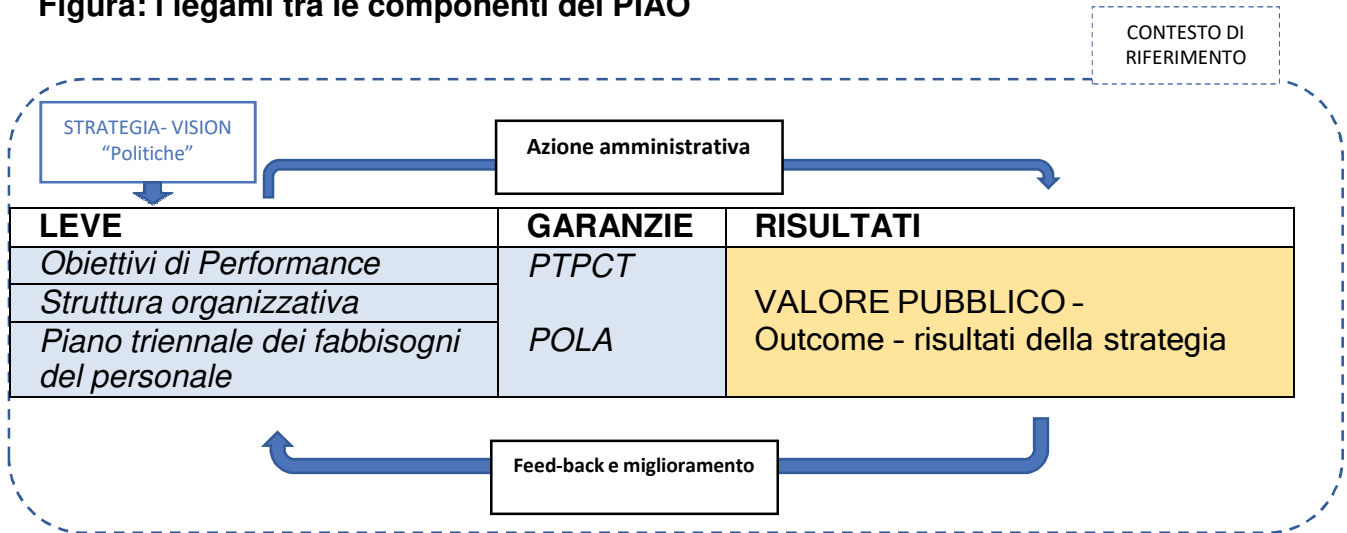 Figura: i legami tra le componenti del PIAO
CONTESTO DI
RIFERIMENTO
STRATEGIA- VISION
“Politiche”
Azione amministrativa
LEVE
GARANZIE
RISULTATI
Obiettivi di Performance
PTPCT
Struttura organizzativa
Piano triennale dei fabbisogni
del personale
POLA
VALORE PUBBLICO –
Outcome – risultati della strategia
Feed-back e miglioramento